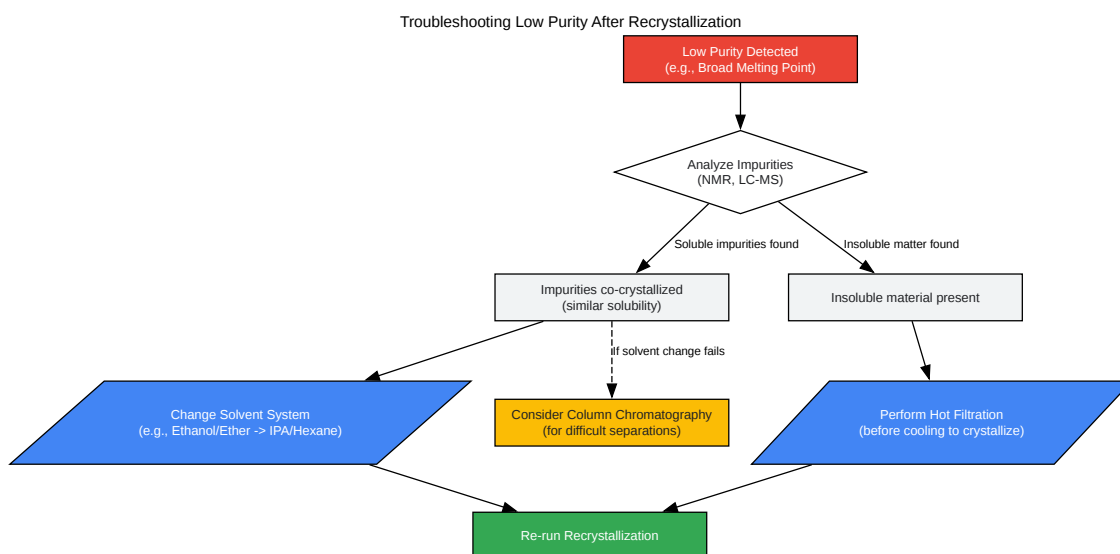 Troubleshooting Low Purity After Recrystallization
Low Purity Detected
(e.g., Broad Melting Point)
Analyze Impurities
(NMR, LC-MS)
Soluble impurities found
Insoluble matter found
Impurities co-crystallized
(similar solubility)
Insoluble material present
If solvent change fails
Change Solvent System
(e.g., Ethanol/Ether -> IPA/Hexane)
Consider Column Chromatography
(for difficult separations)
Perform Hot Filtration
(before cooling to crystallize)
Re-run Recrystallization